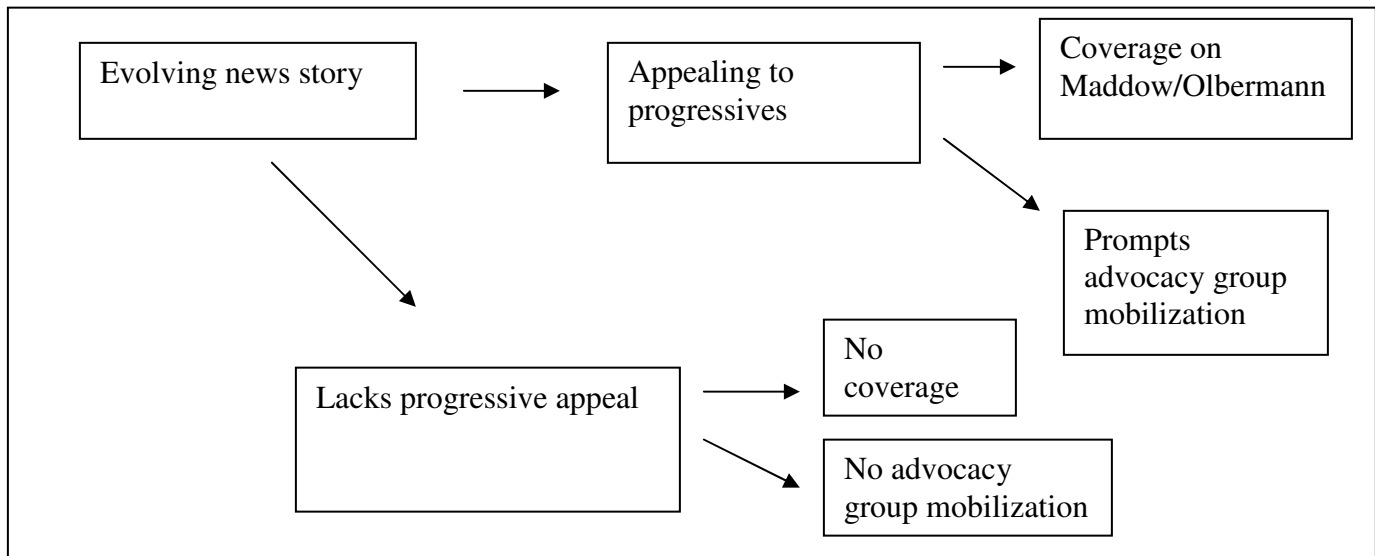 Evolving news story
Appealing to
progressives
Coverage on
Maddow/Olbermann
Prompts
advocacy group
mobilization
Lacks progressive appeal
No
coverage
No advocacy
group mobilization